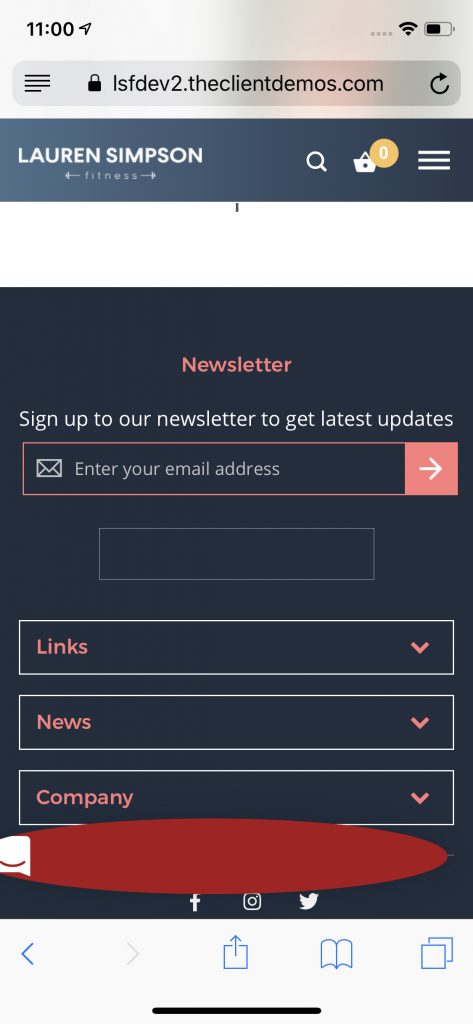 11:00
lsfdev2.theclientdemos.com
LAUREN SIMPSON
fitness
0
Newsletter
Sign up to our newsletter to get latest updates
Enter your email address
Links
News
Company